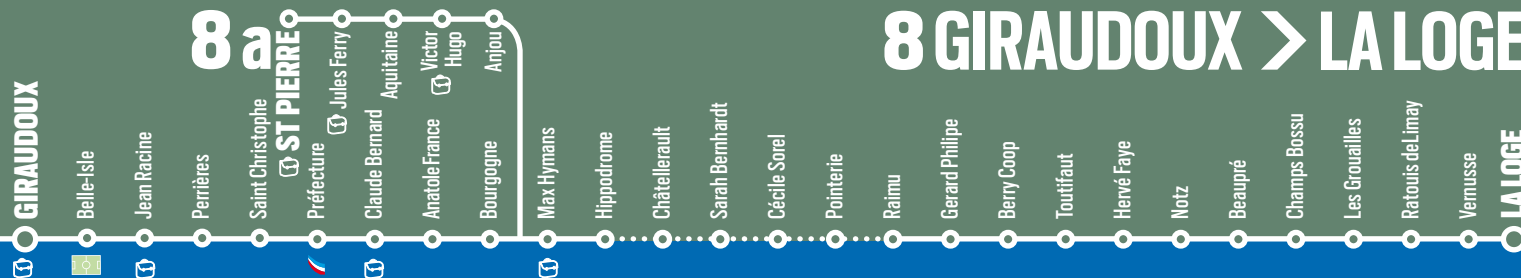 8 a
8 GIRAUDOUX > LA LOGE
ST PIERRE
Jules Ferry
Aquitaine
Victor
Hugo
Anjou
GIRAUDOUX
Belle-Isle
Jean Racine
Perrières
Saint Christophe
Préfecture
Claude Bernard
Anatole France
Bourgogne
Max Hymans
Hippodrome
Châtellerault
Sarah Bernhardt
Cécile Sorel
Pointerie
Raimu
Gerard Philipe
Berry Coop
Toutifaut
Hervé Faye
Notz
Beaupré
Champs Bossu
Les Grouailles
Ratouis de Limay
Vernusse
LA LOGE